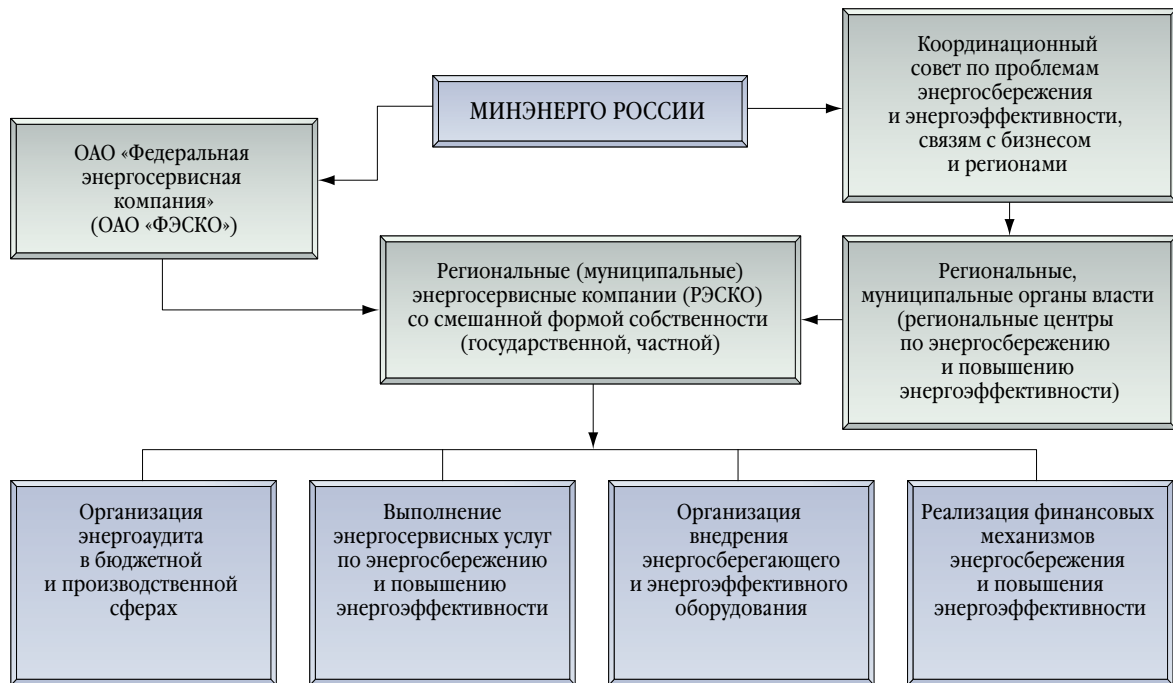 МИНЭНЕРГО РОССИИ
Координационный
совет по проблемам
энергосбережения
и энергоэффективности,
связям с бизнесом
и регионами
ОАО «Федеральная
энергосервисная
компания»
(ОАО «ФЭСКО»)
Региональные (муниципальные)
энергосервисные компании (РЭСКО)
со смешанной формой собственности
(государственной, частной)
Региональные,
муниципальные органы власти
(региональные центры
по энергосбережению
и повышению
энергоэффективности)
Организация
энергоаудита
в бюджетной
и производственной
сферах
Выполнение
энергосервисных услуг
по энергосбережению
и повышению
энергоэффективности
Организация
внедрения
энергосберегающего
и энергоэффективного
оборудования
Реализация финансовых
механизмов
энергосбережения
и повышения
энергоэффективности